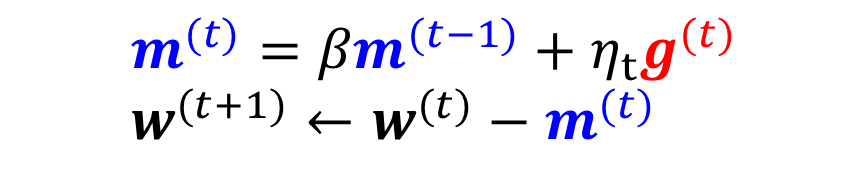 m^(t) = βm^(t−1) + η_t g^(t)
w^(t+1) ← w^(t) − m^(t)